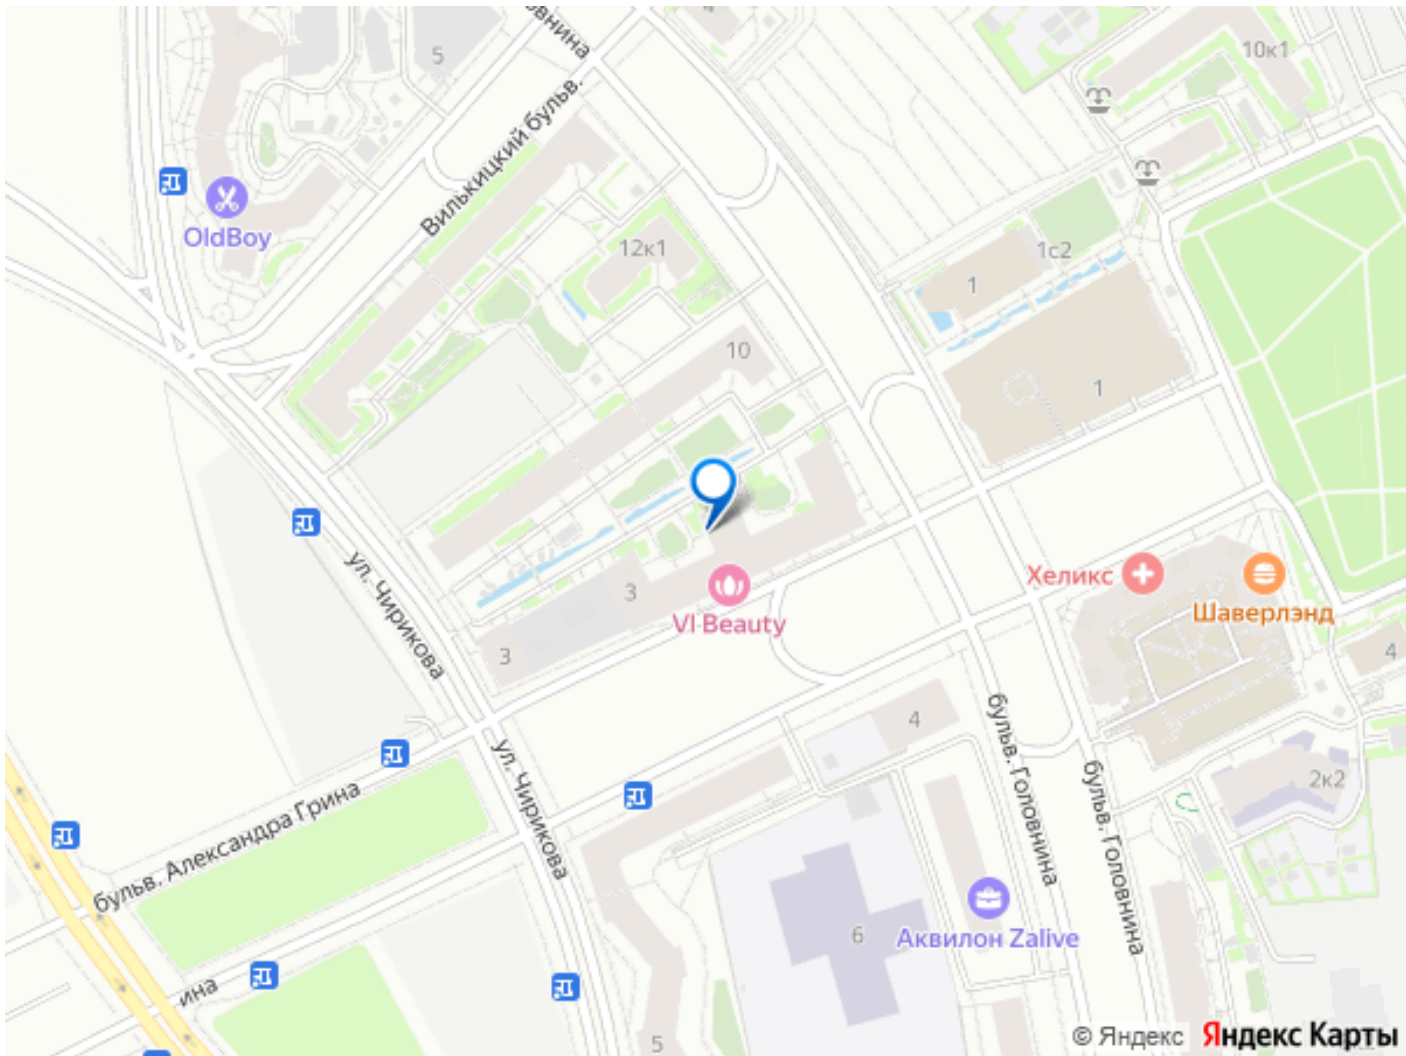 овнина
5
4
10к1
Вилькицкий бульв.
OldBoy
12к1
1с2
1
10
1
ул. Чирикова
Хеликс
Шаверлэнд
3
VI Beauty
3
4
4
бульв. Головнина
ул. Чирикова
бульв. Головнина
2к2
бульв. Александра Грина
Аквилон Zalive
6
ина
5
© Яндекс Яндекс Карты